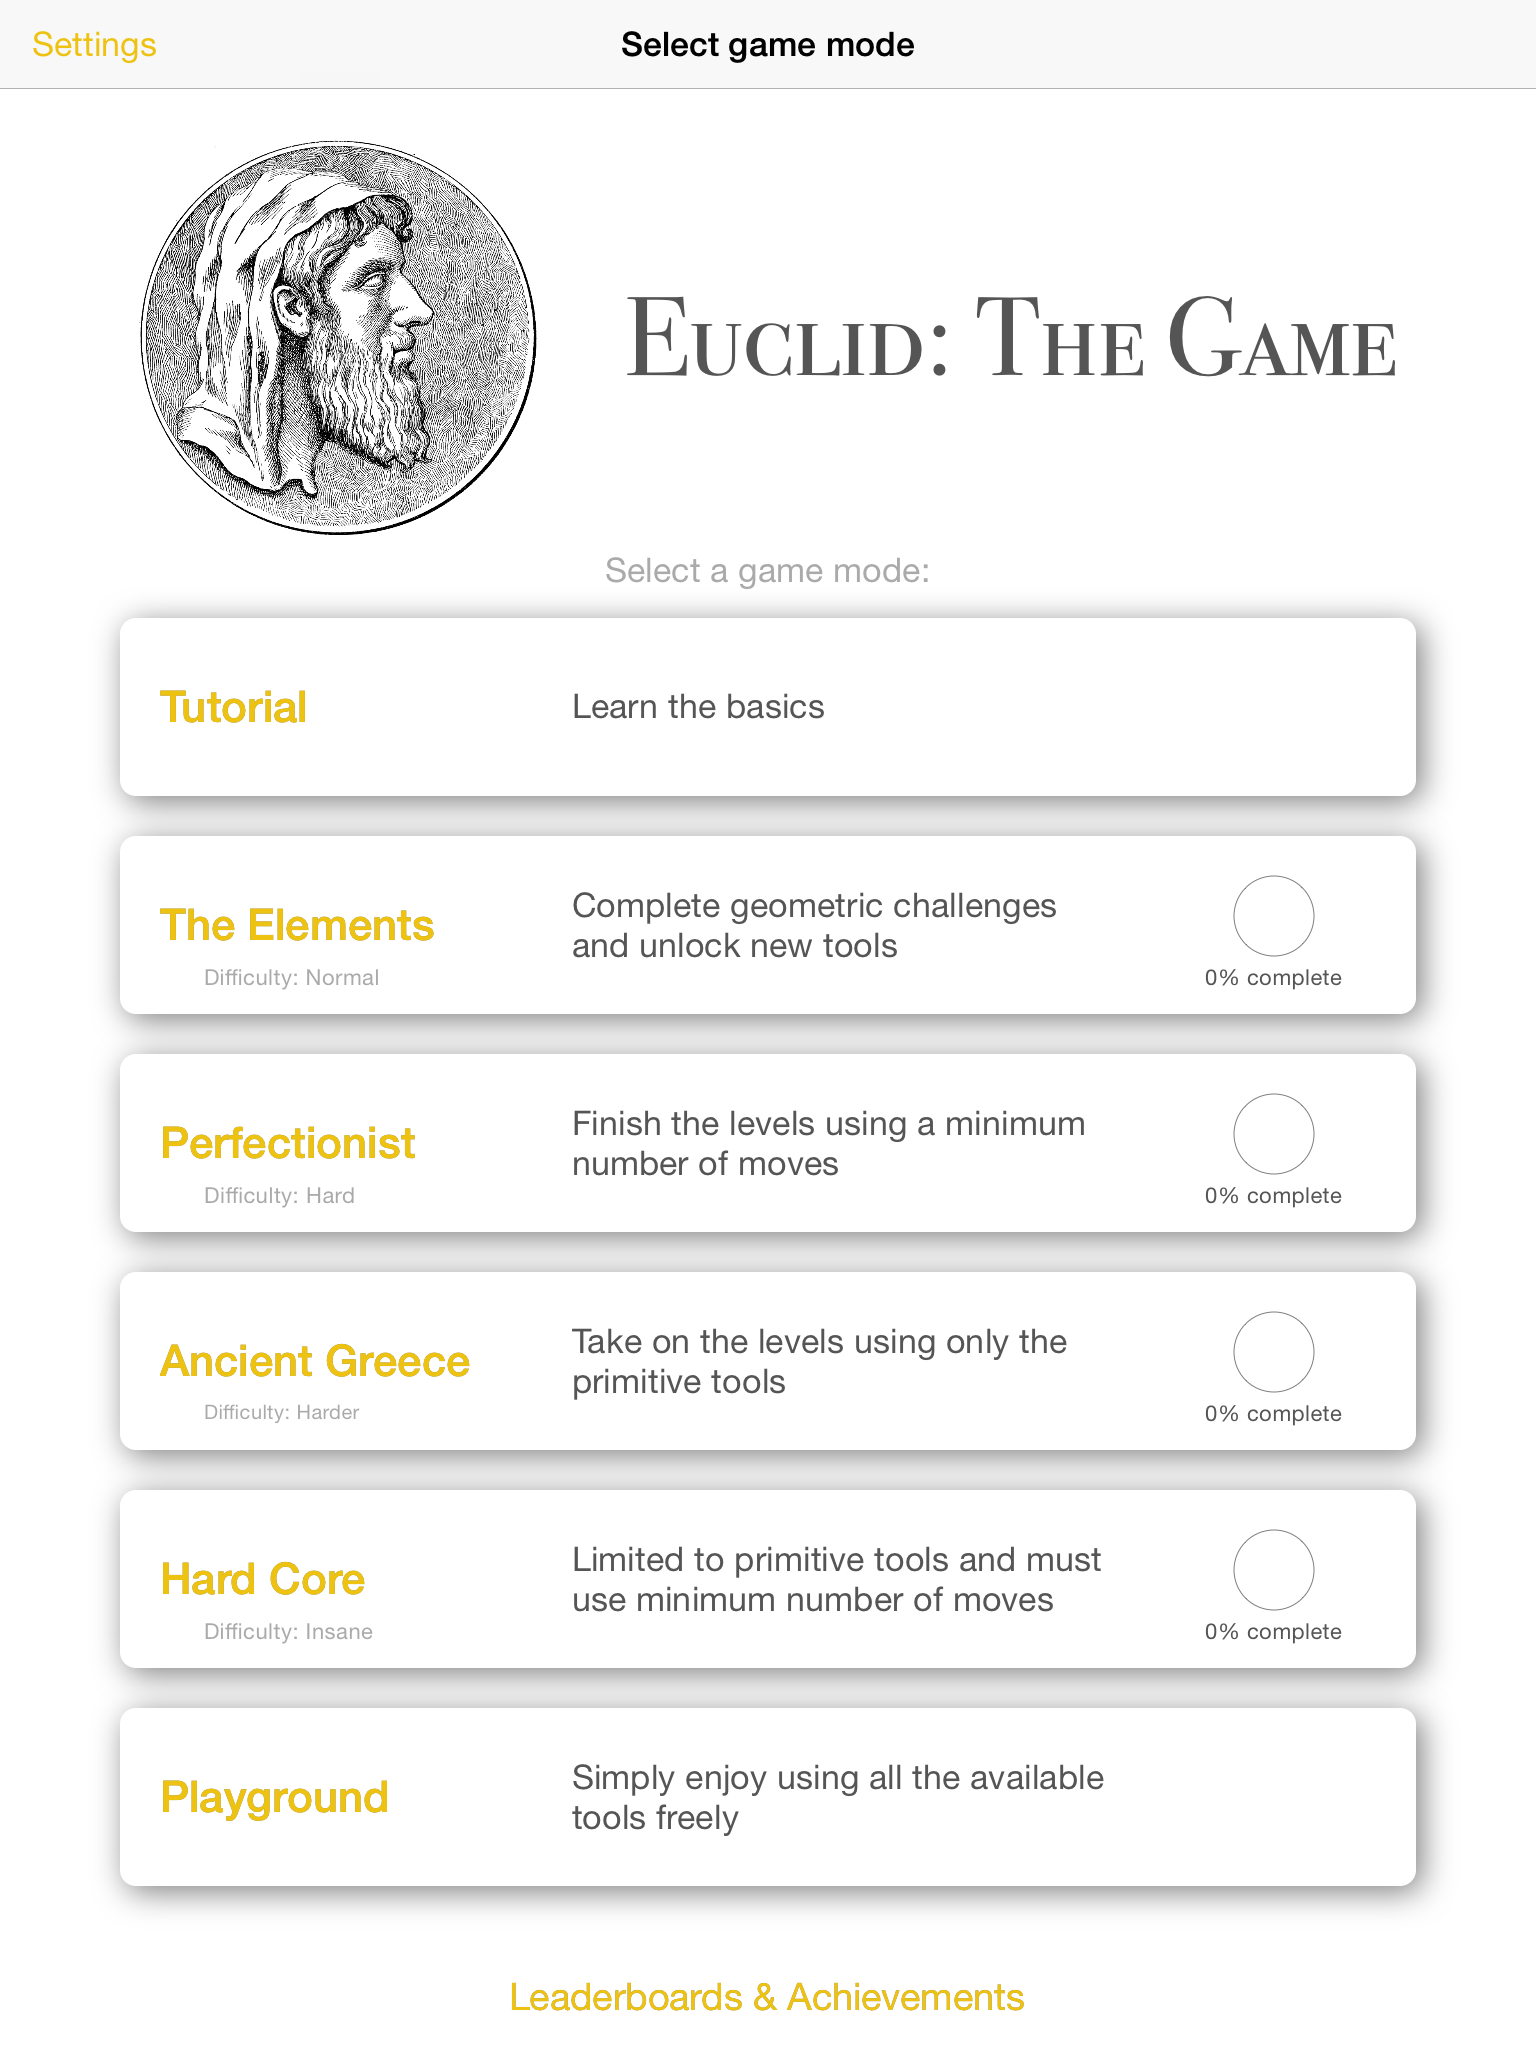 Settings
Select game mode
Euclid: The Game
Select a game mode:
Tutorial
Learn the basics
The Elements
Difficulty: Normal
Complete geometric challenges
and unlock new tools
0% complete
Perfectionist
Difficulty: Hard
Finish the levels using a minimum
number of moves
0% complete
Ancient Greece
Difficulty: Harder
Take on the levels using only the
primitive tools
0% complete
Hard Core
Difficulty: Insane
Limited to primitive tools and must
use minimum number of moves
0% complete
Playground
Simply enjoy using all the available
tools freely
Leaderboards & Achievements